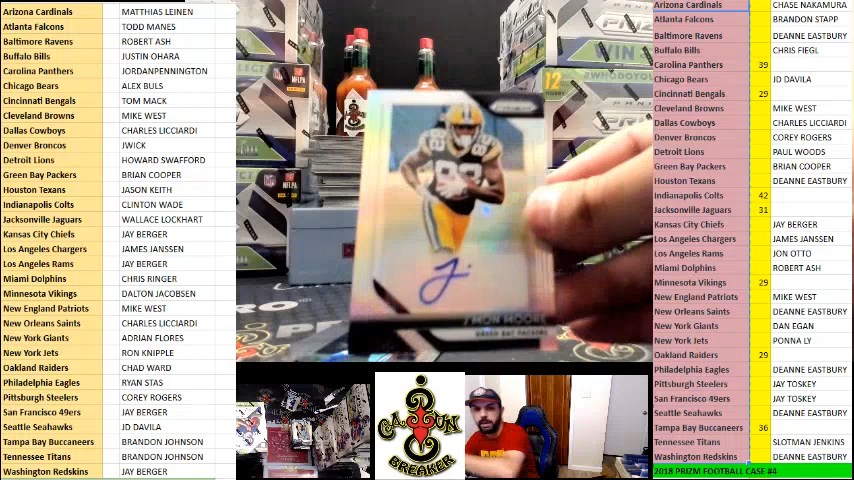 Arizona Cardinals MATTHIAS LEINEN
Atlanta Falcons TODD MANES
Baltimore Ravens ROBERT ASH
Buffalo Bills JUSTIN OHARA
Carolina Panthers JORDANPENNINGTON
Chicago Bears ALEX BULS
Cincinnati Bengals TOM MACK
Cleveland Browns MIKE WEST
Dallas Cowboys CHARLES LICCIARDI
Denver Broncos JWICK
Detroit Lions HOWARD SWAFFORD
Green Bay Packers BRIAN COOPER
Houston Texans JASON KEITH
Indianapolis Colts CLINTON WADE
Jacksonville Jaguars WALLACE LOCKHART
Kansas City Chiefs JAY BERGER
Los Angeles Chargers JAMES JANSSEN
Los Angeles Rams JAY BERGER
Miami Dolphins CHRIS RINGER
Minnesota Vikings DALTON JACOBSEN
New England Patriots MIKE WEST
New Orleans Saints CHARLES LICCIARDI
New York Giants ADRIAN FLORES
New York Jets RON KNIPPLE
Oakland Raiders CHAD WARD
Philadelphia Eagles RYAN STAS
Pittsburgh Steelers COREY ROGERS
San Francisco 49ers JAY BERGER
Seattle Seahawks JD DAVILA
Tampa Bay Buccaneers BRANDON JOHNSON
Tennessee Titans BRANDON JOHNSON
Washington Redskins JAY BERGER
WIN
12
#WHODOYOU
NFLPA
PRIZM
82
J'MON MOORE
GREEN BAY PACKERS
CAJUN
BREAKER
Arizona Cardinals CHASE NAKAMURA
Atlanta Falcons BRANDON STAPP
Baltimore Ravens DEANNE EASTBURY
Buffalo Bills CHRIS FIEGL
Carolina Panthers 39
Chicago Bears JD DAVILA
Cincinnati Bengals 29
Cleveland Browns MIKE WEST
Dallas Cowboys CHARLES LICCIARDI
Denver Broncos COREY ROGERS
Detroit Lions PAUL WOODS
Green Bay Packers BRIAN COOPER
Houston Texans DEANNE EASTBURY
Indianapolis Colts 42
Jacksonville Jaguars 31
Kansas City Chiefs JAY BERGER
Los Angeles Chargers JAMES JANSSEN
Los Angeles Rams JON OTTO
Miami Dolphins ROBERT ASH
Minnesota Vikings 29
New England Patriots MIKE WEST
New Orleans Saints DEANNE EASTBURY
New York Giants DAN EGAN
New York Jets PONNA LY
Oakland Raiders 29
Philadelphia Eagles DEANNE EASTBURY
Pittsburgh Steelers JAY TOSKEY
San Francisco 49ers JAY TOSKEY
Seattle Seahawks DEANNE EASTBURY
Tampa Bay Buccaneers 36
Tennessee Titans SLOTMAN JENKINS
Washington Redskins DEANNE EASTBURY
2018 PRIZM FOOTBALL CASE #4